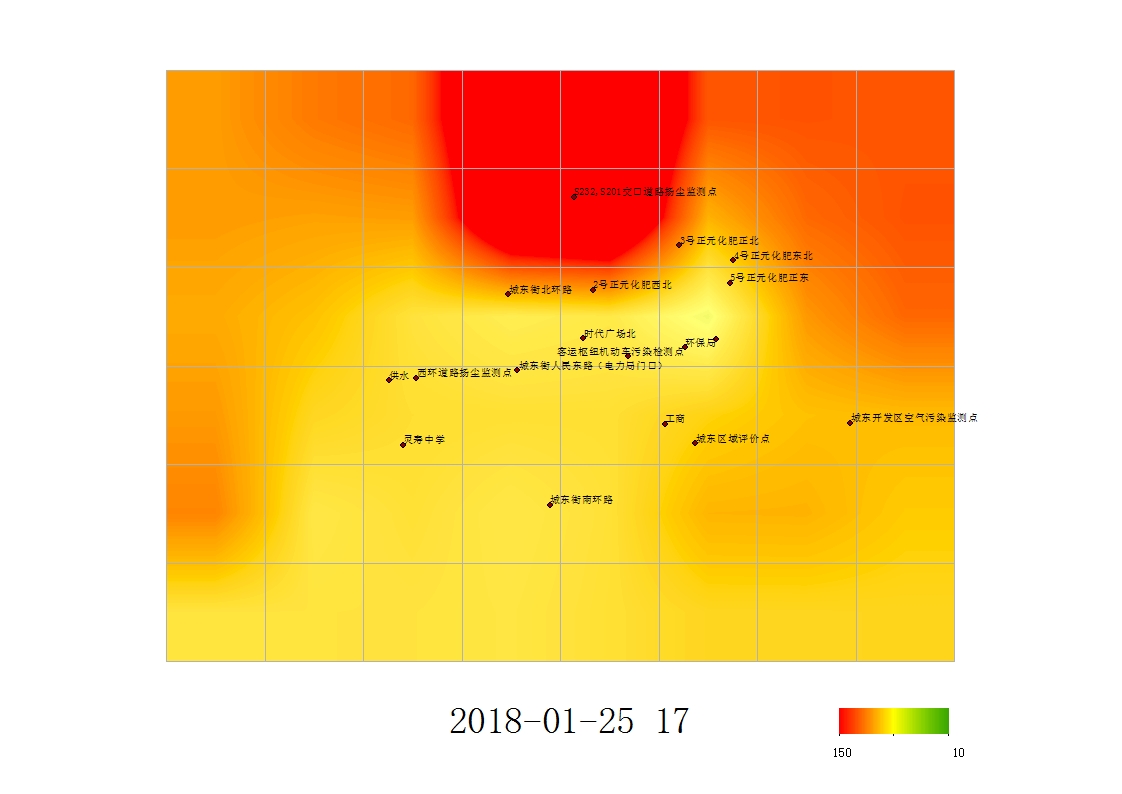 S232,S201交口道路扬尘监测点
3号正元化肥正北
4号正元化肥东北
5号正元化肥正东
2号正元化肥西北
城东街北环路
时代广场北
环保局
客运枢纽机动车污染检测点
城东街人民东路（电力局门口）
西环道路扬尘监测点
供水
城东开发区空气污染监测点
工商
城东区域评价点
灵寿中学
城东街南环路
2018-01-25 17
150
10